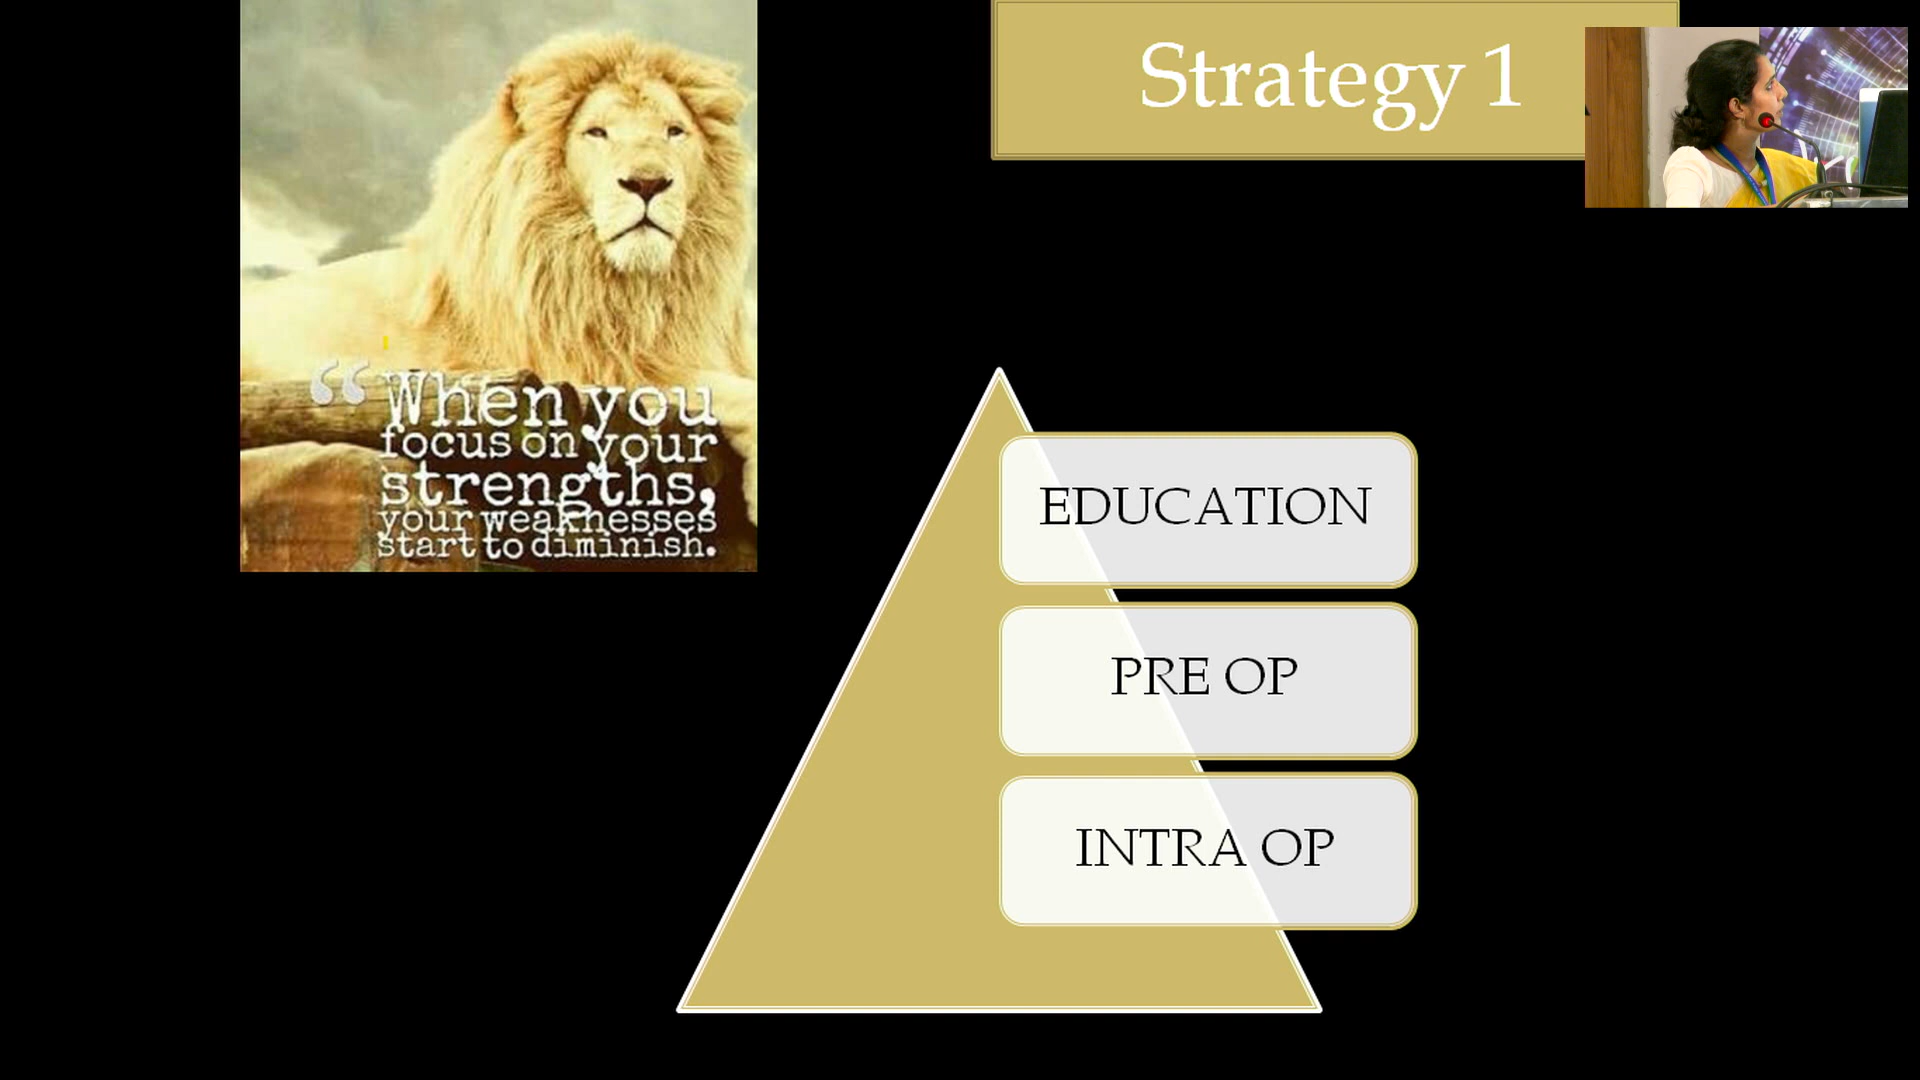 Strategy 1
“When you
focus on your
strengths,
your weaknesses
start to diminish.
EDUCATION
PRE OP
INTRA OP